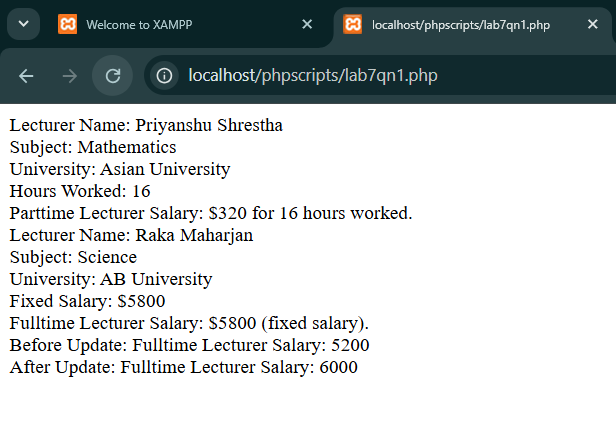 Welcome to XAMPP
localhost/phpscripts/lab7qn1.php
localhost/phpscripts/lab7qn1.php
Lecturer Name: Priyanshu Shrestha
Subject: Mathematics
University: Asian University
Hours Worked: 16
Parttime Lecturer Salary: $320 for 16 hours worked.
Lecturer Name: Raka Maharjan
Subject: Science
University: AB University
Fixed Salary: $5800
Fulltime Lecturer Salary: $5800 (fixed salary).
Before Update: Fulltime Lecturer Salary: 5200
After Update: Fulltime Lecturer Salary: 6000